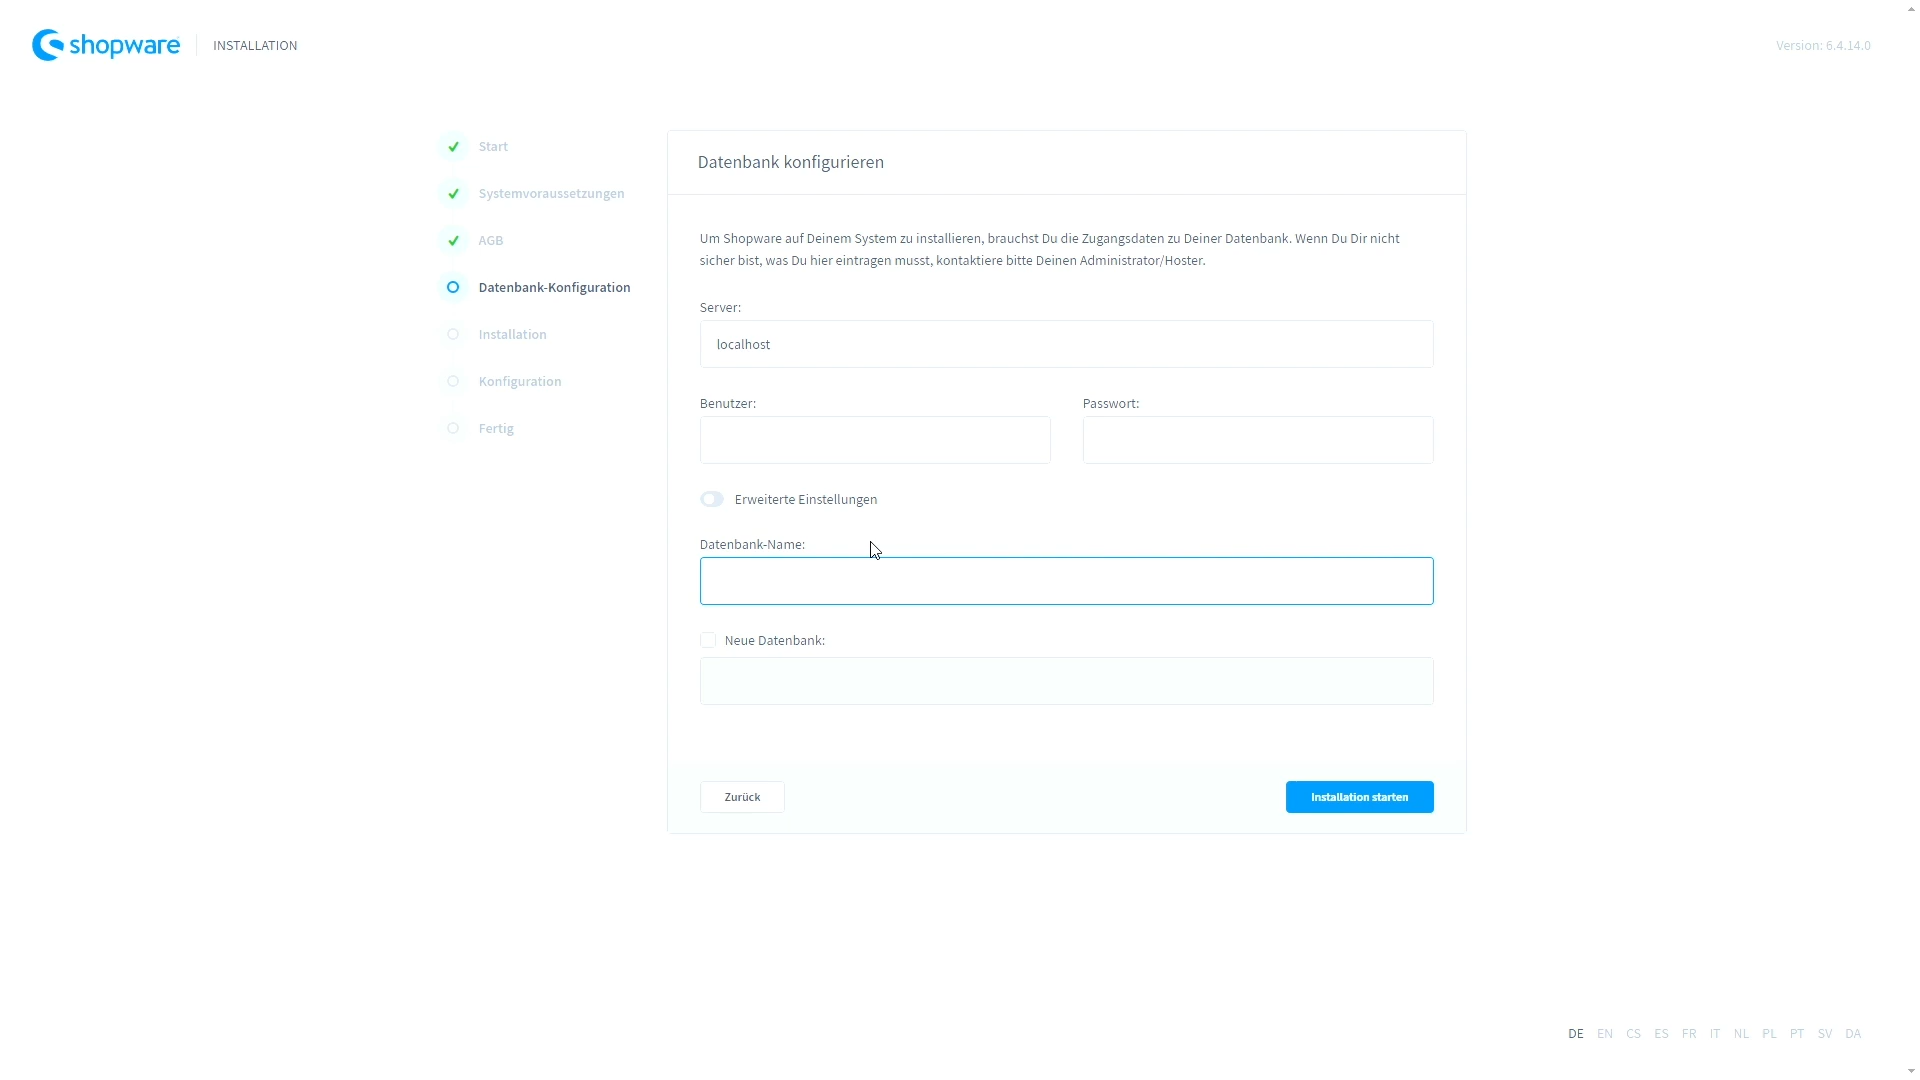 shopware
INSTALLATION
Version: 6.4.14.0
Start
Systemvoraussetzungen
AGB
Datenbank-Konfiguration
Installation
Konfiguration
Fertig
Datenbank konfigurieren
Um Shopware auf Deinem System zu installieren, brauchst Du die Zugangsdaten zu Deiner Datenbank. Wenn Du Dir nicht
sicher bist, was Du hier eintragen musst, kontaktiere bitte Deinen Administrator/Hoster.
Server:
localhost
Benutzer:
Passwort:
Erweiterte Einstellungen
Datenbank-Name:
Neue Datenbank:
Zurück
Installation starten
DE EN CS ES FR IT NL PL PT SV DA